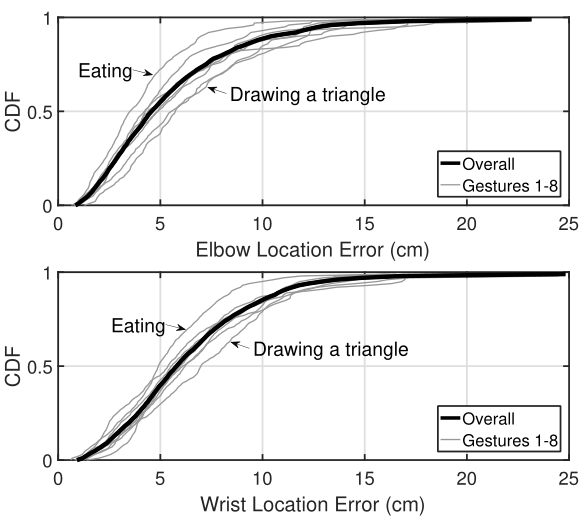 1
Eating
Drawing a triangle
0.5
CDF
Overall
Gestures 1-8
0
0 5 10 15 20 25
Elbow Location Error (cm)
1
Eating
Drawing a triangle
0.5
CDF
Overall
Gestures 1-8
0
0 5 10 15 20 25
Wrist Location Error (cm)